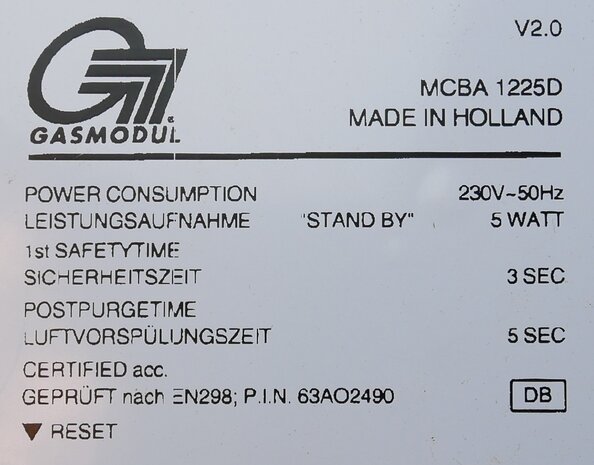 V2.0
MCBA 1225D
MADE IN HOLLAND
GASMODUL
POWER CONSUMPTION 230V~50Hz
LEISTUNGSAUFNAHME "STAND BY" 5 WATT
1st SAFETYTIME
SICHERHEITSZEIT 3 SEC
POSTPURGETIME
LUFTVORSPÜLUNGSZEIT 5 SEC
CERTIFIED acc.
GEPRÜFT nach EN298; P.I.N. 63AO2490 DB
▼ RESET